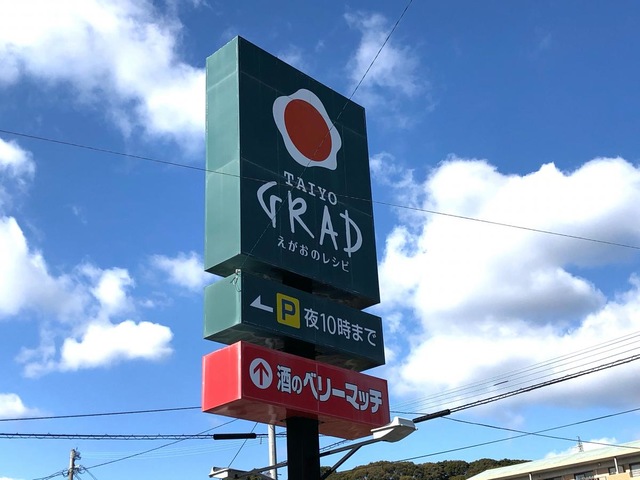 TAIYO
GRAD
えがおのレシピ
P 夜10時まで
酒のベリーマッチ